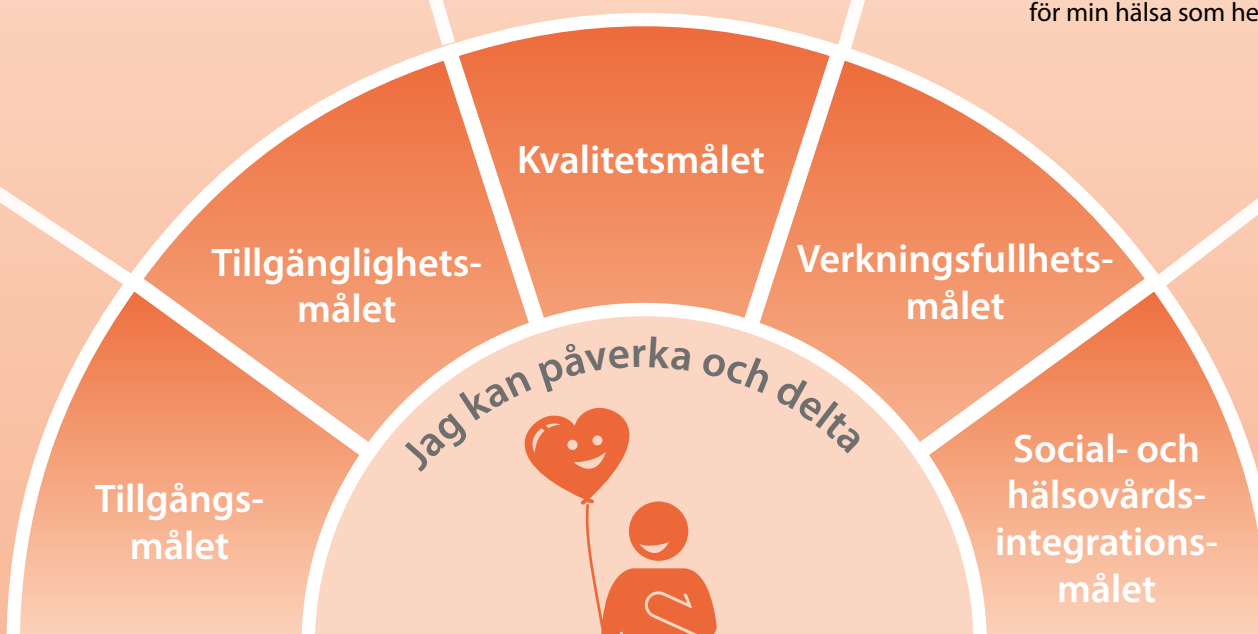 för min hälsa som he
Kvalitetsmålet
Tillgänglighets-
målet
Verkningsfullhets-
målet
Jag kan påverka och delta
Tillgångs-
målet
Social- och
hälsovårds-
integrations-
målet